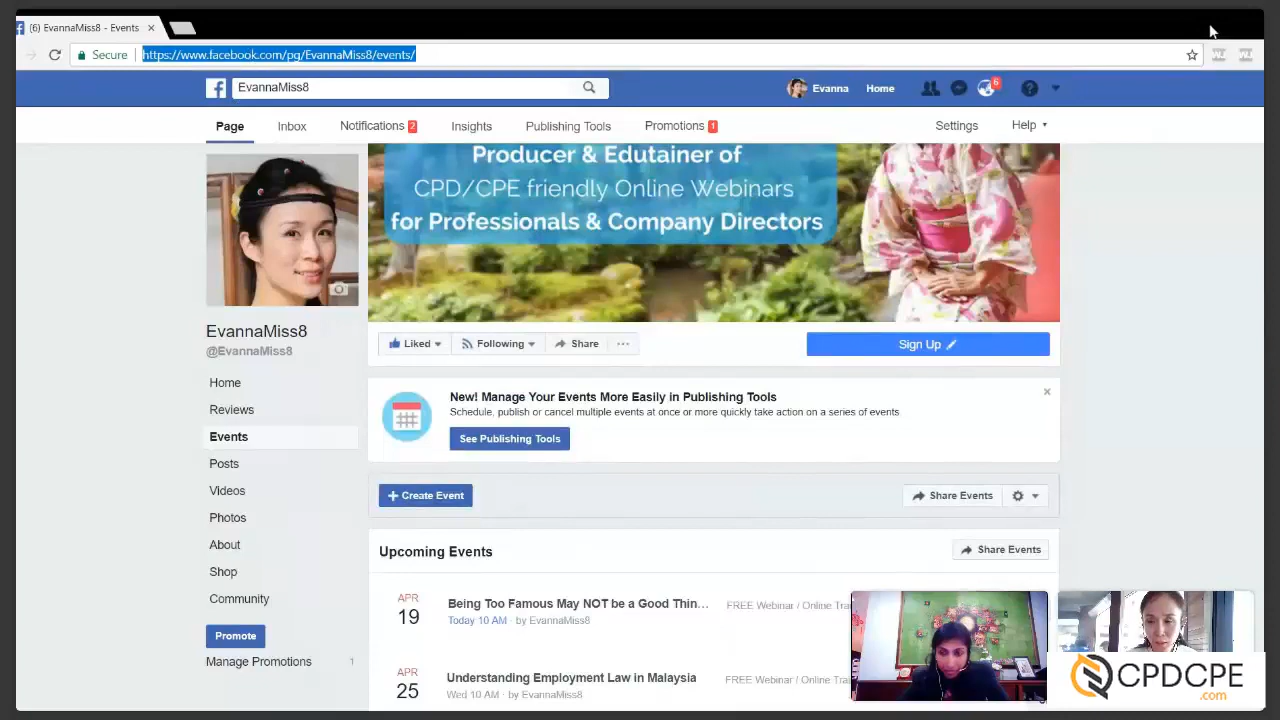 (6) EvannaMiss8 - Events
Secure
https://www.facebook.com/pg/EvannaMiss8/events/
EvannaMiss8
Evanna
Home
6
Page
Inbox
Notifications 2
Insights
Publishing Tools
Promotions 1
Settings
Help
Producer & Edutainer of
CPD/CPE friendly Online Webinars
for Professionals & Company Directors
EvannaMiss8
@EvannaMiss8
Liked
Following
Share
Sign Up
Home
Reviews
Events
Posts
Videos
Photos
About
Shop
Community
Promote
Manage Promotions 1
New! Manage Your Events More Easily in Publishing Tools
Schedule, publish or cancel multiple events at once or more quickly take action on a series of events
See Publishing Tools
Create Event
Share Events
Upcoming Events
Share Events
APR
19
Being Too Famous May NOT be a Good Thin...
Today 10 AM · by EvannaMiss8
FREE Webinar / Online Tra
APR
25
Understanding Employment Law in Malaysia
Wed 10 AM · by EvannaMiss8
FREE Webinar / Online Tra
CPDCPE
.com